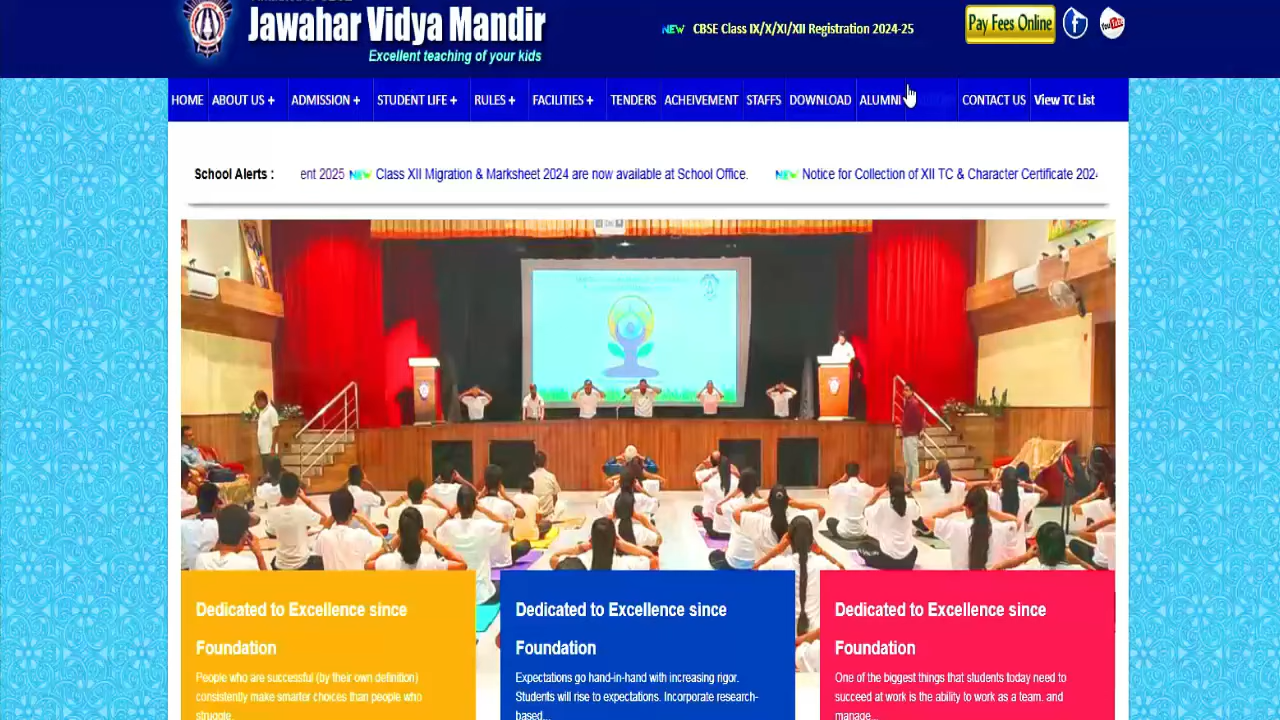 Jawahar Vidya Mandir
Excellent teaching of your kids
NEW CBSE Class IX/X/XI/XII Registration 2024-25
Pay Fees Online
HOME ABOUT US + ADMISSION + STUDENT LIFE + RULES + FACILITIES + TENDERS ACHEIVEMENT STAFFS DOWNLOAD ALUMNI CONTACT US View TC List
School Alerts : ent 2025 NEW Class XII Migration & Marksheet 2024 are now available at School Office. NEW Notice for Collection of XII TC & Character Certificate 202
Dedicated to Excellence since
Foundation
People who are successful (by their own definition)
consistently make smarter choices than people who
struggle.
Dedicated to Excellence since
Foundation
Expectations go hand-in-hand with increasing rigor.
Students will rise to expectations. Incorporate research-
based...
Dedicated to Excellence since
Foundation
One of the biggest things that students today need to
succeed at work is the ability to work as a team. and
manage...